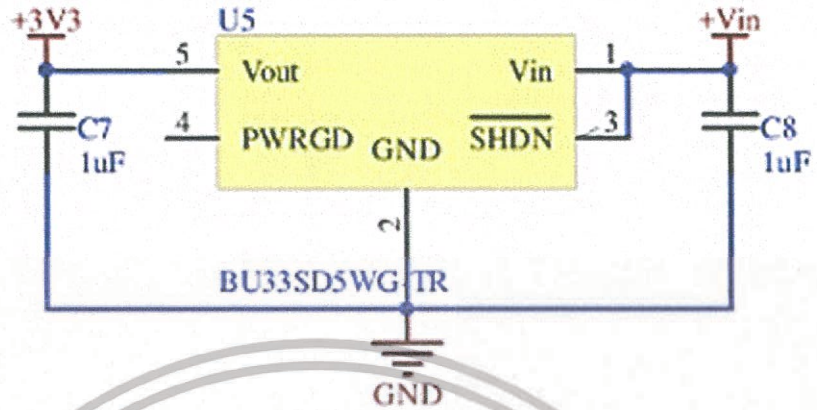 +3V3
U5
+Vin
5
Vout
Vin
1
4
PWRGD
GND
SHDN
3
C7
1uF
C8
1uF
2
BU33SD5WG-TR
GND